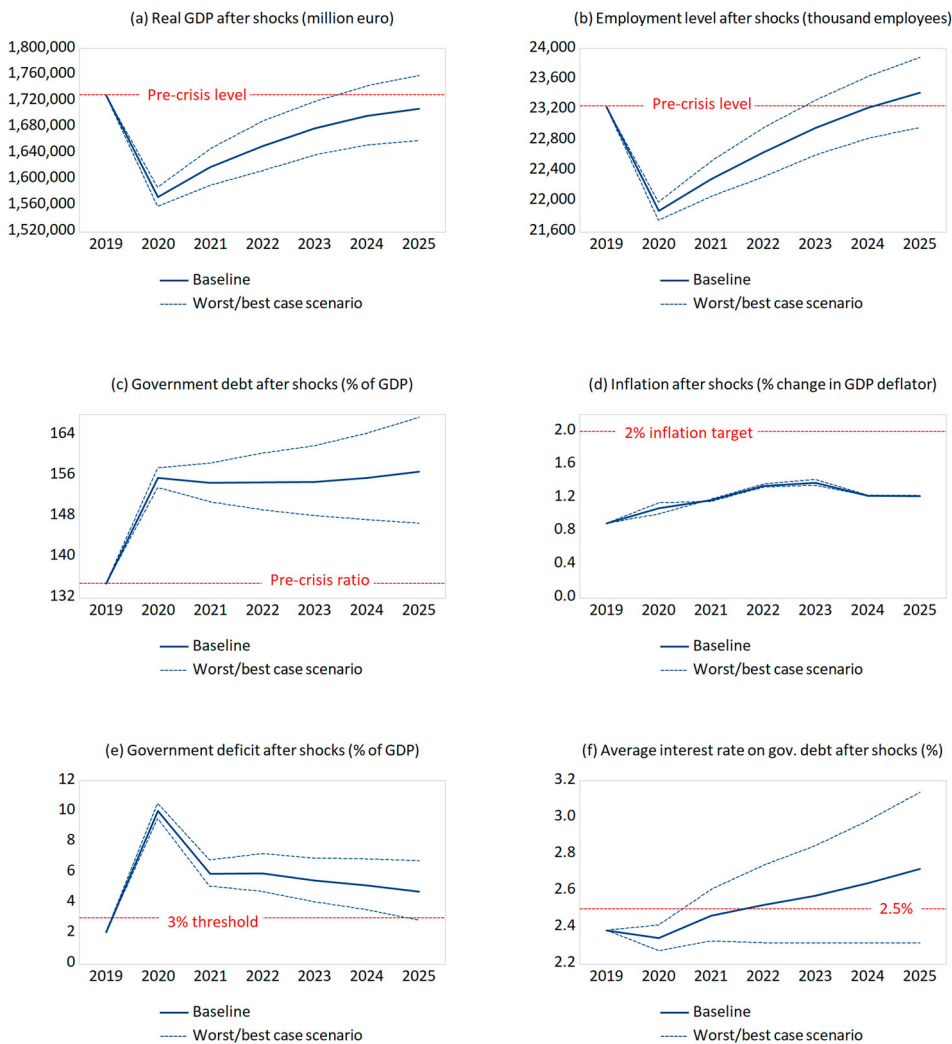 (a) Real GDP after shocks (million euro)
1,800,000
1,760,000
1,720,000
1,680,000
1,640,000
1,600,000
1,560,000
1,520,000
Pre-crisis level
2019 2020 2021 2022 2023 2024 2025
Baseline
Worst/best case scenario
(b) Employment level after shocks (thousand employees)
24,000
23,600
23,200
22,800
22,400
22,000
21,600
Pre-crisis level
2019 2020 2021 2022 2023 2024 2025
Baseline
Worst/best case scenario
(c) Government debt after shocks (% of GDP)
164
156
148
140
132
Pre-crisis ratio
2019 2020 2021 2022 2023 2024 2025
Baseline
Worst/best case scenario
(d) Inflation after shocks (% change in GDP deflator)
2.0
1.6
1.2
0.8
0.4
0.0
2% inflation target
2019 2020 2021 2022 2023 2024 2025
Baseline
Worst/best case scenario
(e) Government deficit after shocks (% of GDP)
12
10
8
6
4
2
0
3% threshold
2019 2020 2021 2022 2023 2024 2025
Baseline
Worst/best case scenario
(f) Average interest rate on gov. debt after shocks (%)
3.2
3.0
2.8
2.6
2.4
2.2
2.5%
2019 2020 2021 2022 2023 2024 2025
Baseline
Worst/best case scenario